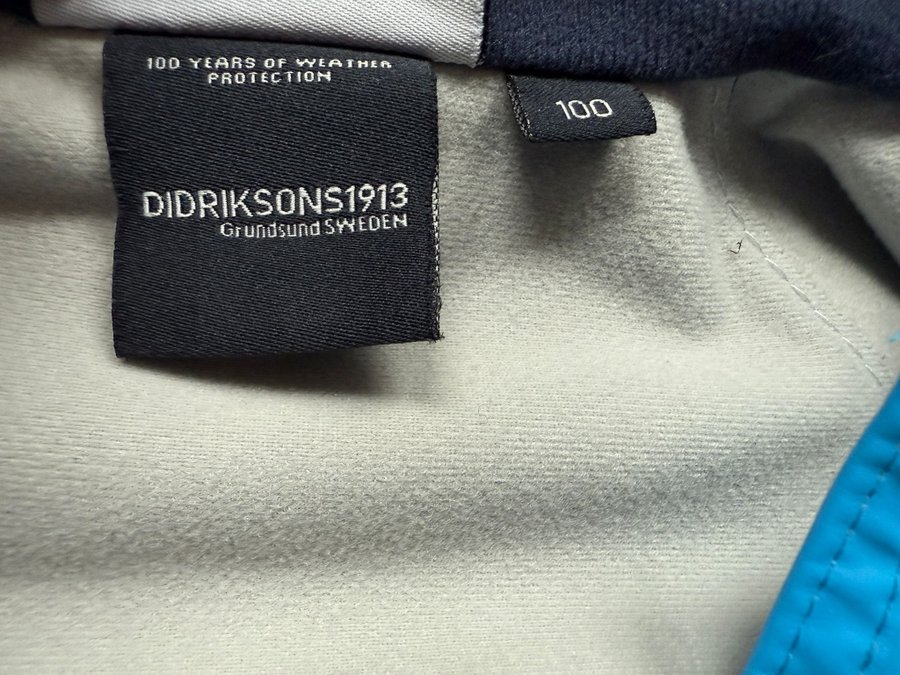 100 YEARS OF WEATHER
PROTECTION
DIDRIKSONS1913
Grundsund SWEDEN
100